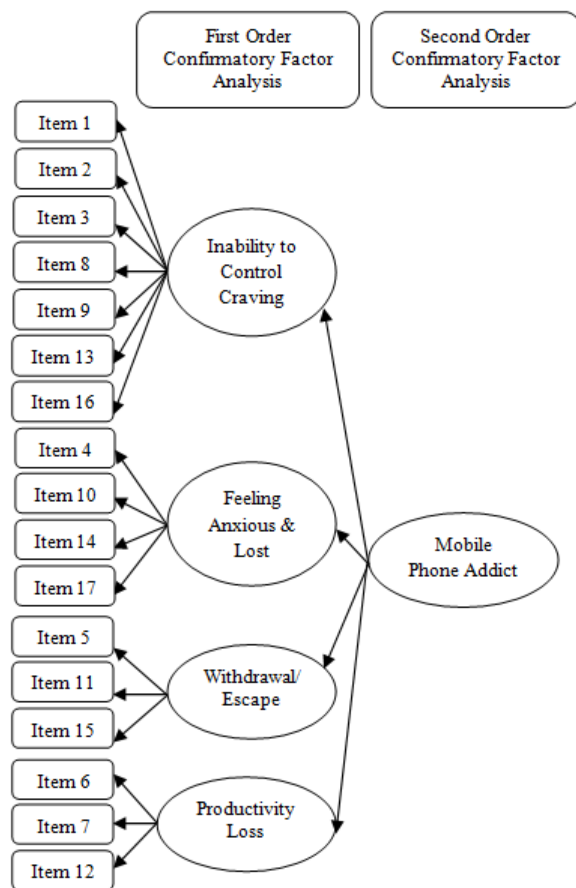 First Order
Confirmatory Factor
Analysis
Second Order
Confirmatory Factor
Analysis
Item 1
Item 2
Item 3
Item 8
Item 9
Item 13
Item 16
Inability to
Control
Craving
Item 4
Item 10
Item 14
Item 17
Feeling
Anxious &
Lost
Mobile
Phone Addict
Item 5
Item 11
Item 15
Withdrawal/
Escape
Item 6
Item 7
Item 12
Productivity
Loss